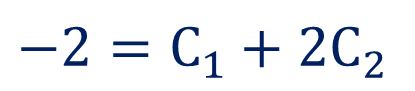 −2 = C₁ + 2C₂